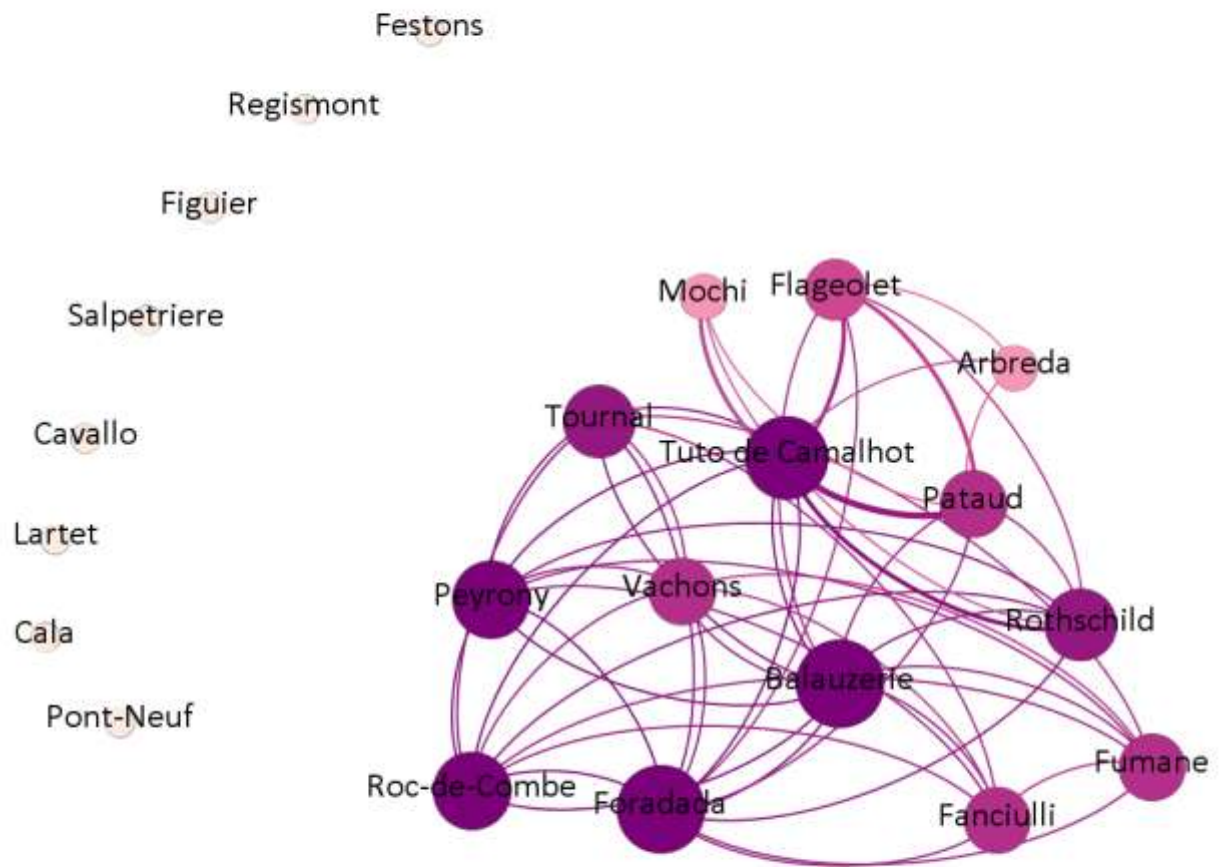 Festons
Regismont
Figuier
Salpetriere
Cavallo
Lartet
Cala
Pont-Neuf
Mochi
Flageolet
Arbreda
Tournal
Tuto de Camalhot
Pataud
Peyrony
Vachons
Rothschild
Balauzerie
Roc-de-Combe
Foradada
Fanciulli
Fumane